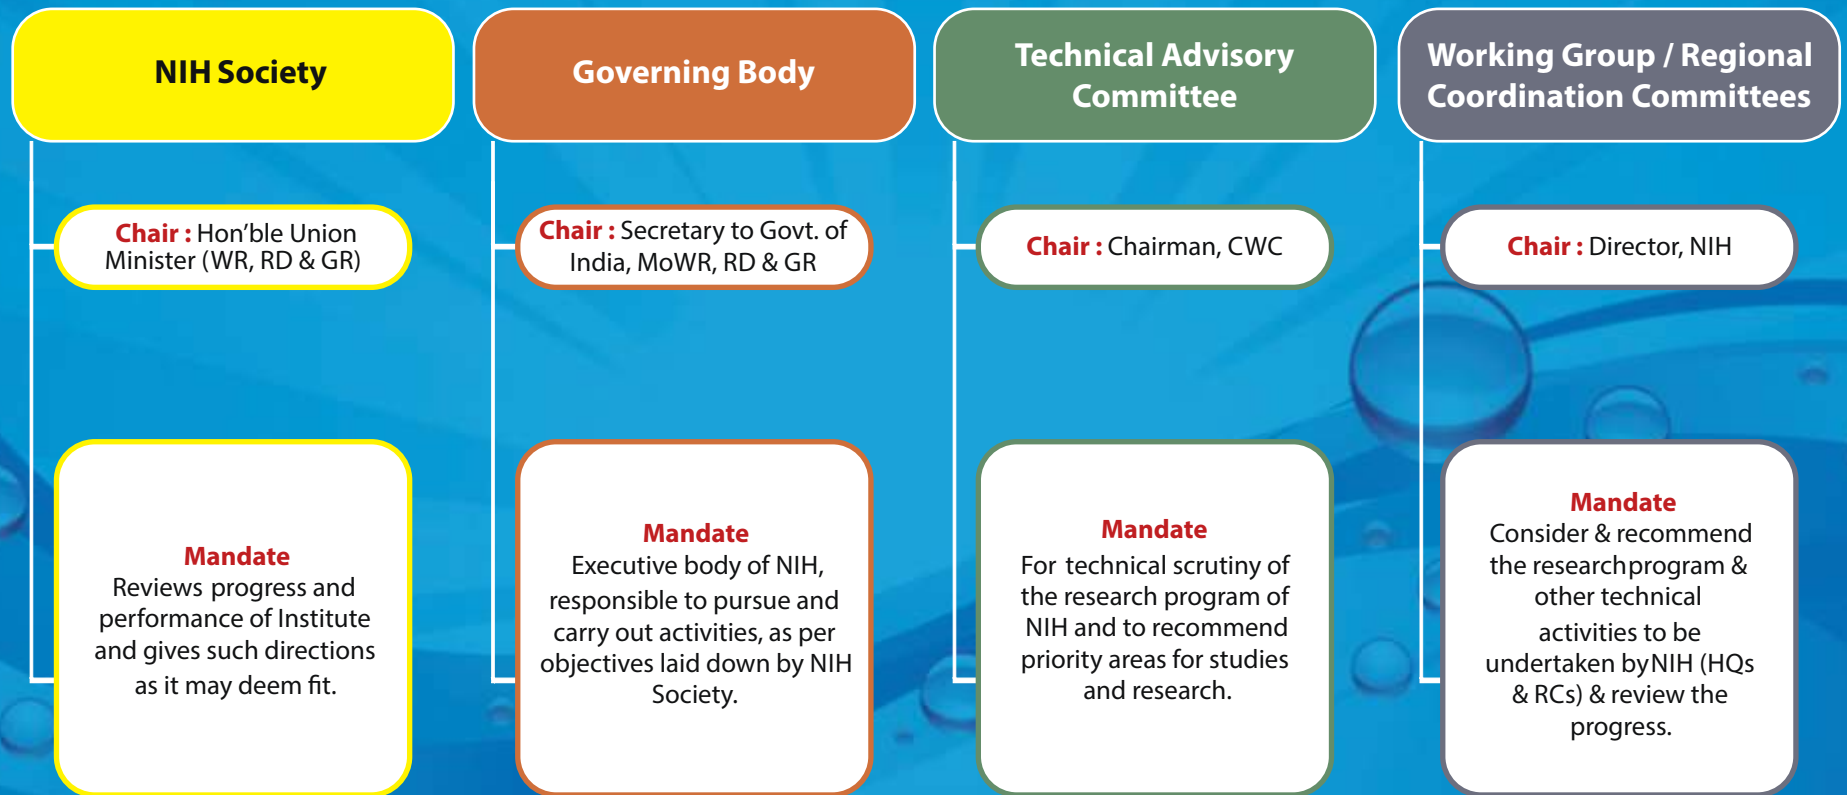 NIH Society
Chair : Hon'ble Union
Minister (WR, RD & GR)
Mandate
Reviews progress and
performance of Institute
and gives such directions
as it may deem fit.
Governing Body
Chair : Secretary to Govt. of
India, MoWR, RD & GR
Mandate
Executive body of NIH,
responsible to pursue and
carry out activities, as per
objectives laid down by NIH
Society.
Technical Advisory
Committee
Chair : Chairman, CWC
Mandate
For technical scrutiny of
the research program of
NIH and to recommend
priority areas for studies
and research.
Working Group / Regional
Coordination Committees
Chair : Director, NIH
Mandate
Consider & recommend
the researchprogram &
other technical
activities to be
undertaken byNIH (HQs
& RCs) & review the
progress.